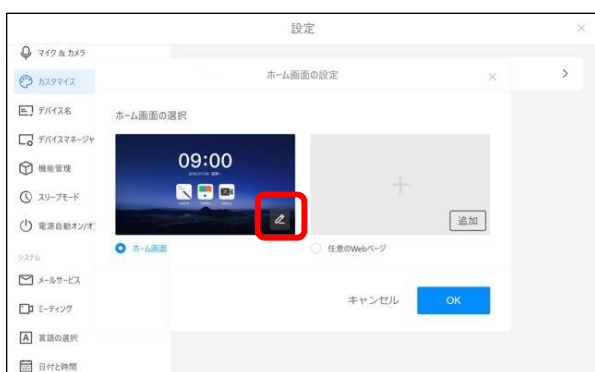 設定
マイク & カメラ
カスタマイズ
ホーム画面の設定
デバイス名
ホーム画面の選択
デバイスマネージャ
09:00
機能管理
スリープモード
追加
電源自動オン/オ
ホーム画面
任意のWebページ
システム
メールサービス
キャンセル
OK
ミーティング
A 言語の選択
日付と時間